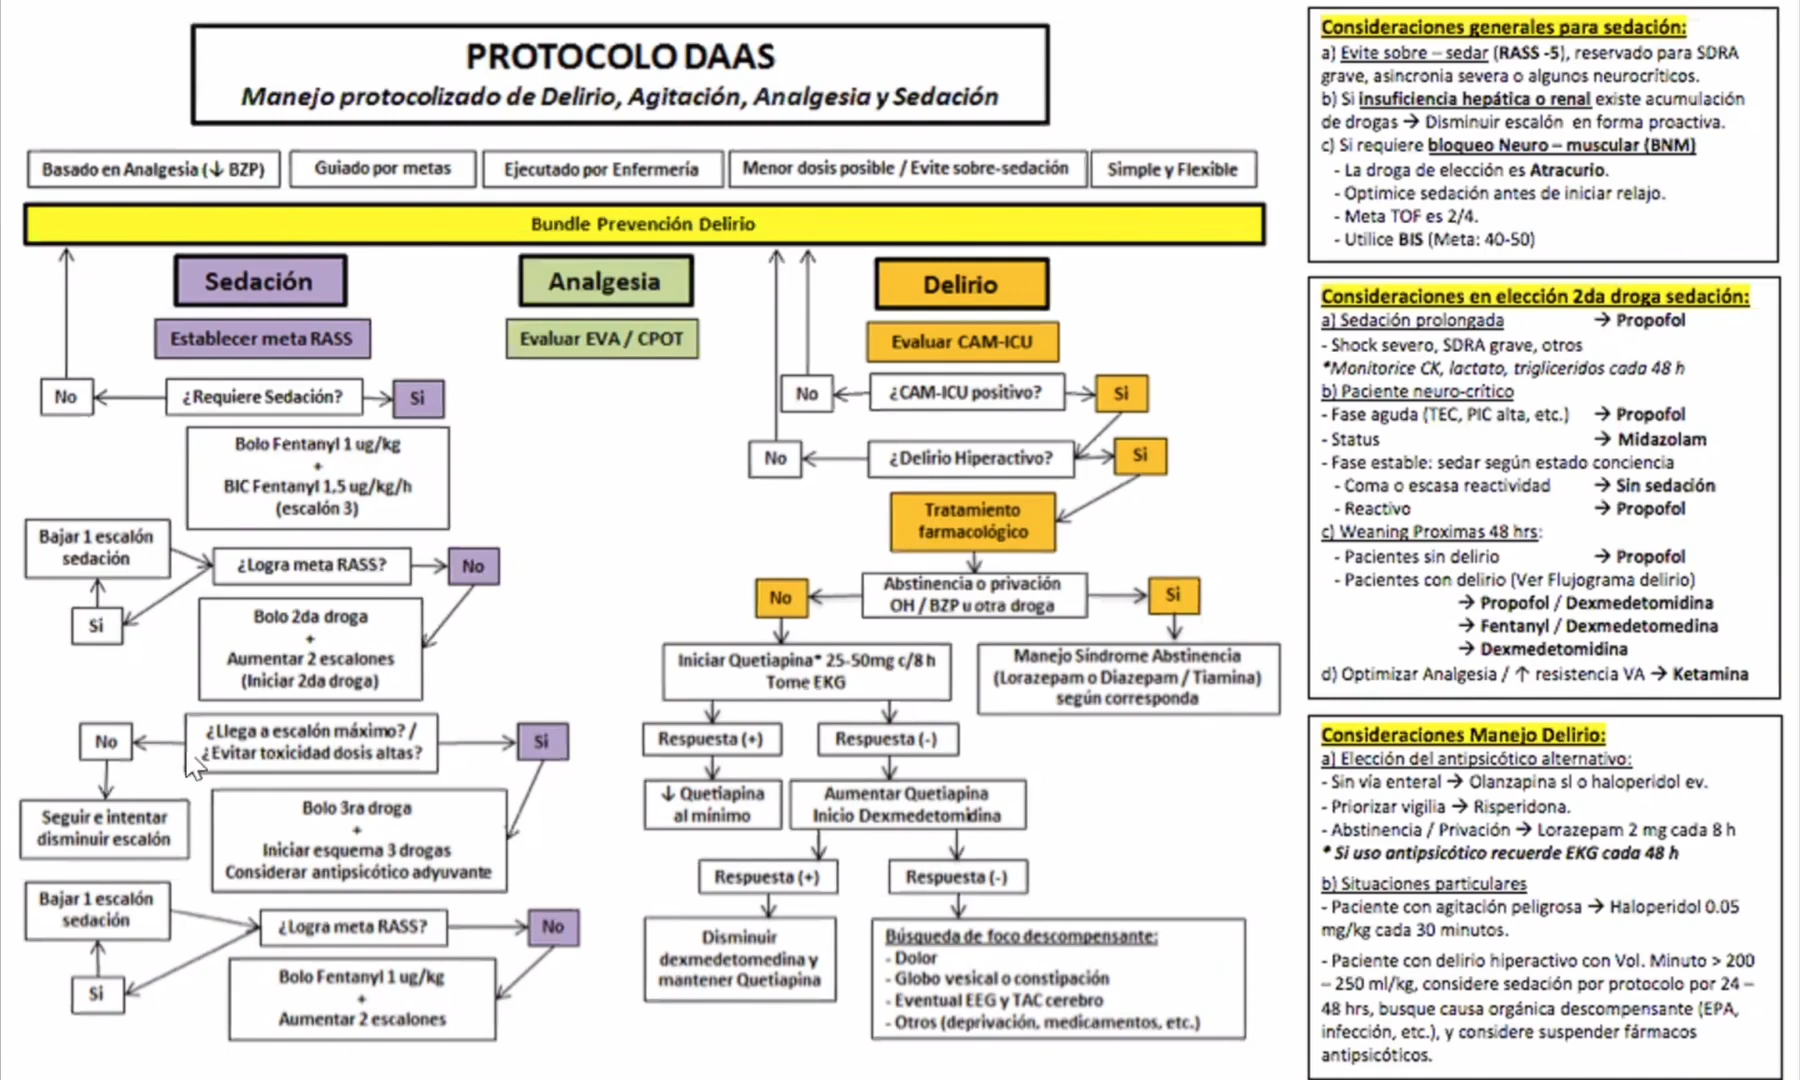 PROTOCOLO DAAS
Manejo protocolizado de Delirio, Agitación, Analgesia y Sedación
Basado en Analgesia (↓ BZP)
Guiado por metas
Ejecutado por Enfermería
Menor dosis posible / Evite sobre-sedación
Simple y Flexible
Bundle Prevención Delirio
Sedación
Establecer meta RASS
No
¿Requiere Sedación?
Si
Bolo Fentanyl 1 ug/kg
+
BIC Fentanyl 1,5 ug/kg/h
(escalón 3)
Bajar 1 escalón
sedación
¿Logra meta RASS?
No
Si
Bolo 2da droga
+
Aumentar 2 escalones
(Iniciar 2da droga)
No
¿Llega a escalón máximo? /
¿Evitar toxicidad dosis altas?
Si
Seguir e intentar
disminuir escalón
Bolo 3ra droga
+
Iniciar esquema 3 drogas
Considerar antipsicótico adyuvante
Bajar 1 escalón
sedación
¿Logra meta RASS?
No
Si
Bolo Fentanyl 1 ug/kg
+
Aumentar 2 escalones
Analgesia
Evaluar EVA / CPOT
Delirio
Evaluar CAM-ICU
No
¿CAM-ICU positivo?
Si
No
¿Delirio Hiperactivo?
Si
Tratamiento
farmacológico
No
Abstinencia o privación
OH / BZP u otra droga
Si
Iniciar Quetiapina* 25-50mg c/8 h
Tome EKG
Manejo Síndrome Abstinencia
(Lorazepam o Diazepam / Tiamina)
según corresponda
Respuesta (+)
Respuesta (-)
↓ Quetiapina
al mínimo
Aumentar Quetiapina
Inicio Dexmedetomidina
Respuesta (+)
Respuesta (-)
Disminuir
dexmedetomedina y
mantener Quetiapina
Búsqueda de foco descompensante:
- Dolor
- Globo vesical o constipación
- Eventual EEG y TAC cerebro
- Otros (deprivación, medicamentos, etc.)
Consideraciones generales para sedación:
a) Evite sobre – sedar (RASS -5), reservado para SDRA
grave, asincronia severa o algunos neurocríticos.
b) Si insuficiencia hepática o renal existe acumulación
de drogas → Disminuir escalón en forma proactiva.
c) Si requiere bloqueo Neuro – muscular (BNM)
- La droga de elección es Atracurio.
- Optimice sedación antes de iniciar relajo.
- Meta TOF es 2/4.
- Utilice BIS (Meta: 40-50)
Consideraciones en elección 2da droga sedación:
a) Sedación prolongada → Propofol
- Shock severo, SDRA grave, otros
*Monitorice CK, lactato, trigliceridos cada 48 h
b) Paciente neuro-crítico
- Fase aguda (TEC, PIC alta, etc.) → Propofol
- Status → Midazolam
- Fase estable: sedar según estado conciencia
- Coma o escasa reactividad → Sin sedación
- Reactivo → Propofol
c) Weaning Proximas 48 hrs:
- Pacientes sin delirio → Propofol
- Pacientes con delirio (Ver Flujograma delirio)
→ Propofol / Dexmedetomidina
→ Fentanyl / Dexmedetomedina
→ Dexmedetomidina
d) Optimizar Analgesia / ↑ resistencia VA → Ketamina
Consideraciones Manejo Delirio:
a) Elección del antipsicótico alternativo:
- Sin vía enteral → Olanzapina sl o haloperidol ev.
- Priorizar vigilia → Risperidona.
- Abstinencia / Privación → Lorazepam 2 mg cada 8 h
* Si uso antipsicótico recuerde EKG cada 48 h
b) Situaciones particulares
- Paciente con agitación peligrosa → Haloperidol 0.05
mg/kg cada 30 minutos.
- Paciente con delirio hiperactivo con Vol. Minuto > 200
– 250 ml/kg, considere sedación por protocolo por 24 –
48 hrs, busque causa orgánica descompensante (EPA,
infección, etc.), y considere suspender fármacos
antipsicóticos.